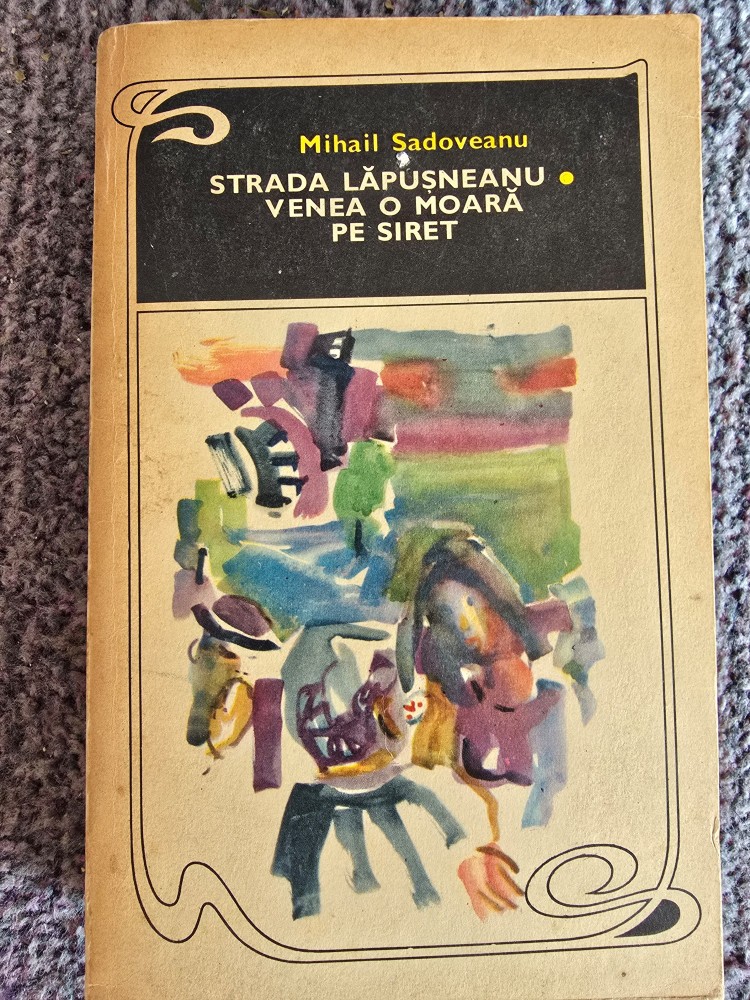 Mihail Sadoveanu
STRADA LĂPUȘNEANU •
VENEA O MOARĂ
PE SIRET